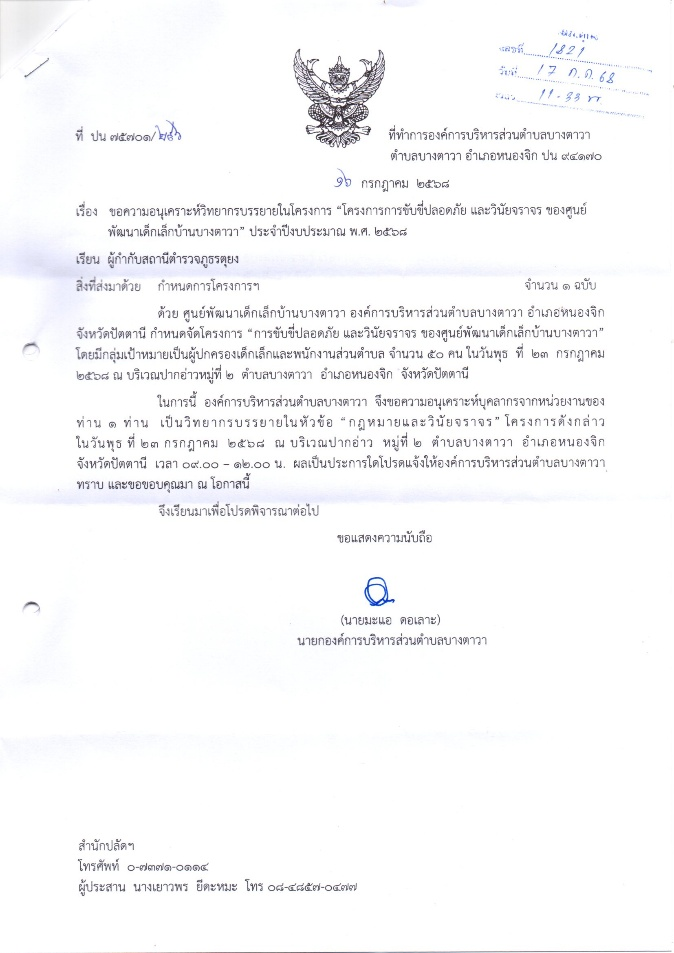 เลขที่ 1821
วันที่ 17 ก.ค. 68
เวลา 11-33 น.
ที่ ปน ๗๕๗๐๑/
ที่ทำการองค์การบริหารส่วนตำบลบางตาวา
ตำบลบางตาวา อำเภอหนองจิก ปน ๙๔๑๗๐
๑๖ กรกฎาคม ๒๕๖๘
เรื่อง ขอความอนุเคราะห์วิทยากรบรรยายในโครงการ “โครงการการขับขี่ปลอดภัย และวินัยจราจร ของศูนย์
พัฒนาเด็กเล็กบ้านบางตาวา” ประจำปีงบประมาณ พ.ศ. ๒๕๖๘
เรียน ผู้กำกับสถานีตำรวจภูธรตุยง
สิ่งที่ส่งมาด้วย กำหนดการโครงการฯ จำนวน ๑ ฉบับ
ด้วย ศูนย์พัฒนาเด็กเล็กบ้านบางตาวา องค์การบริหารส่วนตำบลบางตาวา อำเภอหนองจิก
จังหวัดปัตตานี กำหนดจัดโครงการ “การขับขี่ปลอดภัย และวินัยจราจร ของศูนย์พัฒนาเด็กเล็กบ้านบางตาวา”
โดยมีกลุ่มเป้าหมายเป็นผู้ปกครองเด็กเล็กและพนักงานส่วนตำบล จำนวน ๕๐ คน ในวันพุธ ที่ ๒๓ กรกฎาคม
๒๕๖๘ ณ บริเวณปากอ่าวหมู่ที่ ๒ ตำบลบางตาวา อำเภอหนองจิก จังหวัดปัตตานี
ในการนี้ องค์การบริหารส่วนตำบลบางตาวา จึงขอความอนุเคราะห์บุคลากรจากหน่วยงานของ
ท่าน ๑ ท่าน เป็นวิทยากรบรรยายในหัวข้อ “กฎหมายและวินัยจราจร” โครงการดังกล่าว
ในวันพุธ ที่ ๒๓ กรกฎาคม ๒๕๖๘ ณ บริเวณปากอ่าว หมู่ที่ ๒ ตำบลบางตาวา อำเภอหนองจิก
จังหวัดปัตตานี เวลา ๐๙.๐๐ – ๑๒.๐๐ น. ผลเป็นประการใดโปรดแจ้งให้องค์การบริหารส่วนตำบลบางตาวา
ทราบ และขอขอบคุณมา ณ โอกาสนี้
จึงเรียนมาเพื่อโปรดพิจารณาต่อไป
ขอแสดงความนับถือ
(นายมะแอ ดอเลาะ)
นายกองค์การบริหารส่วนตำบลบางตาวา
สำนักปลัดฯ
โทรศัพท์ ๐-๗๓๗๑-๐๑๑๔
ผู้ประสาน นางเยาวพร ยีตะหมะ โทร ๐๘-๔๘๕๗-๐๔๗๗